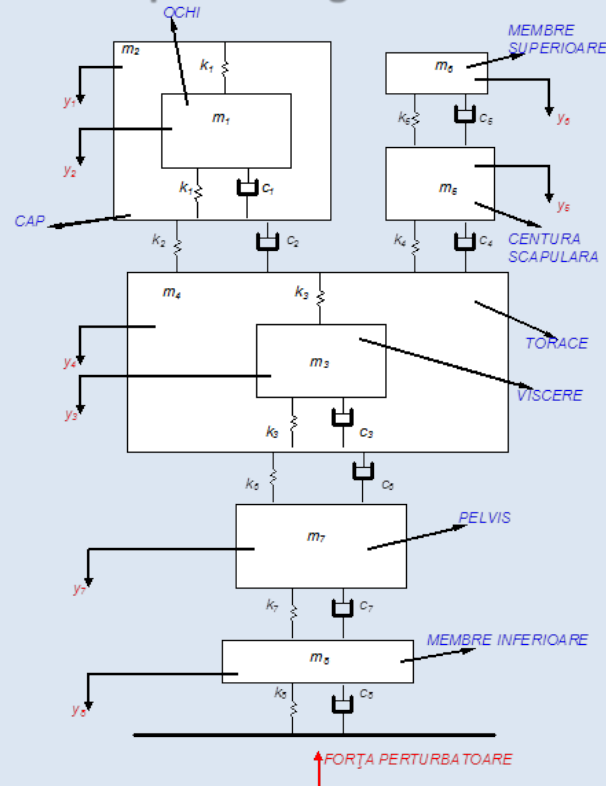 OCHI
MEMBRE
SUPERIOARE
m₂
k₁
m₆
y₁
m₁
k₅
c₅
y₆
y₂
k₁
c₁
m₅
y₅
CAP
k₂
c₂
k₄
c₄
CENTURA
SCAPULARA
m₄
k₃
TORACE
y₄
m₃
VISCERE
y₃
k₃
c₃
k₆
c₆
PELVIS
m₇
y₇
k₇
c₇
MEMBRE INFERIOARE
m₈
k₈
c₈
y₈
FORŢA PERTURBATOARE